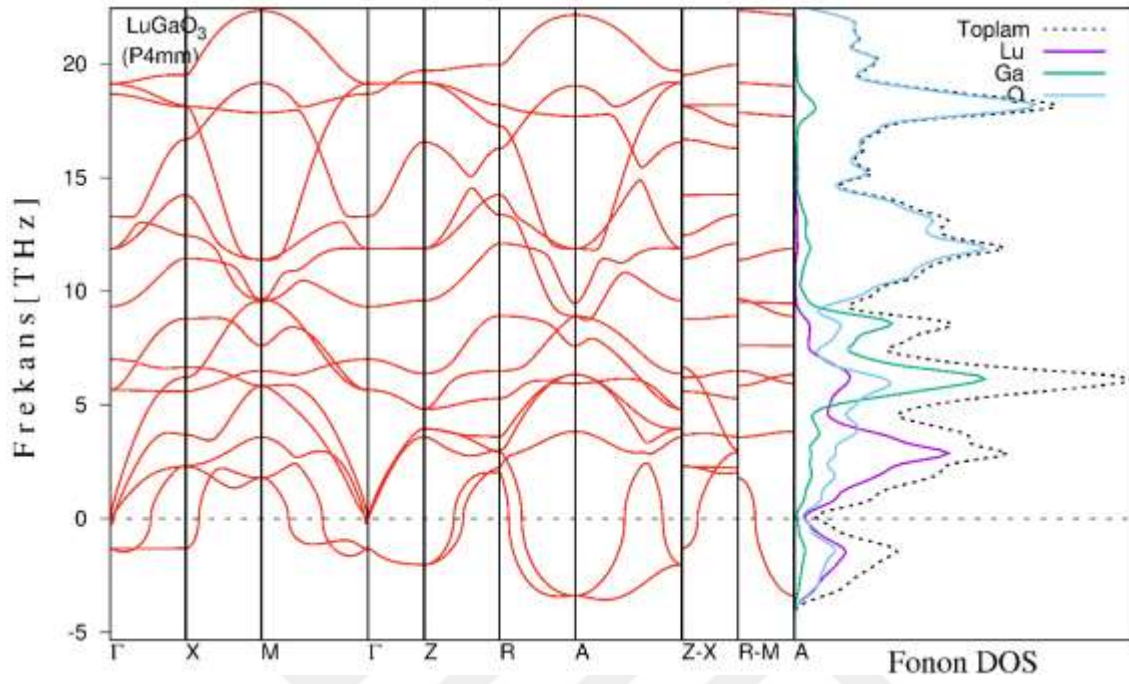 LuGaO₃
(P4mm)
Toplam
Lu
Ga
O
Frekans[THz]
20
15
10
5
0
-5
Γ X M Γ Z R A Z-X R-M A
Fonon DOS